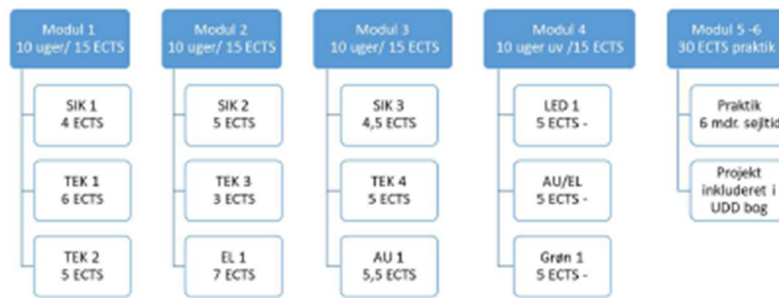 Modul 1
10 uger/ 15 ECTS
SIK 1
4 ECTS
TEK 1
6 ECTS
TEK 2
5 ECTS
Modul 2
10 uger/ 15 ECTS
SIK 2
5 ECTS
TEK 3
3 ECTS
EL 1
7 ECTS
Modul 3
10 uger/ 15 ECTS
SIK 3
4,5 ECTS
TEK 4
5 ECTS
AU 1
5,5 ECTS
Modul 4
10 uger uv /15 ECTS
LED 1
5 ECTS -
AU/EL
5 ECTS -
Grøn 1
5 ECTS -
Modul 5 -6
30 ECTS praktik
Praktik
6 mdr. sejltid
Projekt
inkluderet i
UDD bog